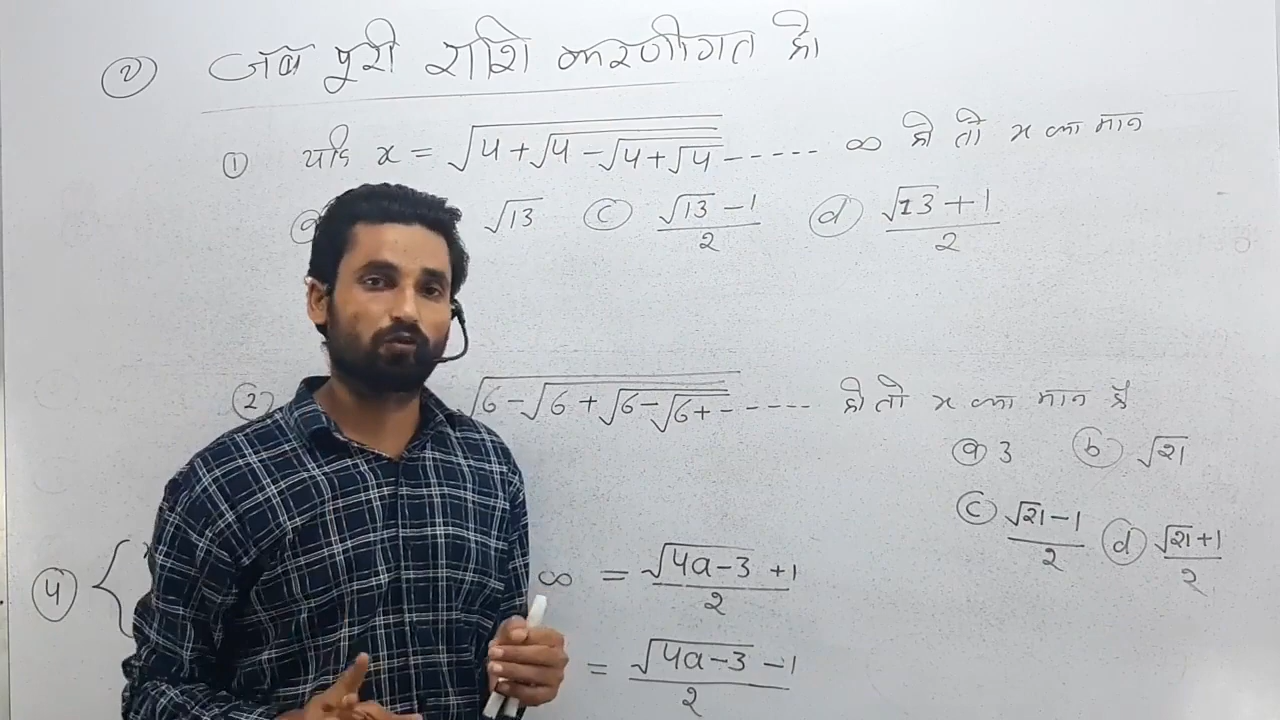 ② जब पूरी राशि करणीगत हो।
① यदि x = √4+√4-√4+√4----- ∞ हो तो x का मान
√13 ⓒ √13-1/2 ⓓ √13+1/2
② √6-√6+√6-√6+------ हो तो x का मान है
ⓐ 3 ⓑ √21
ⓒ √21-1/2 ⓓ √21+1/2
④ {
∞ = √4a-3 +1/2
= √4a-3 -1/2